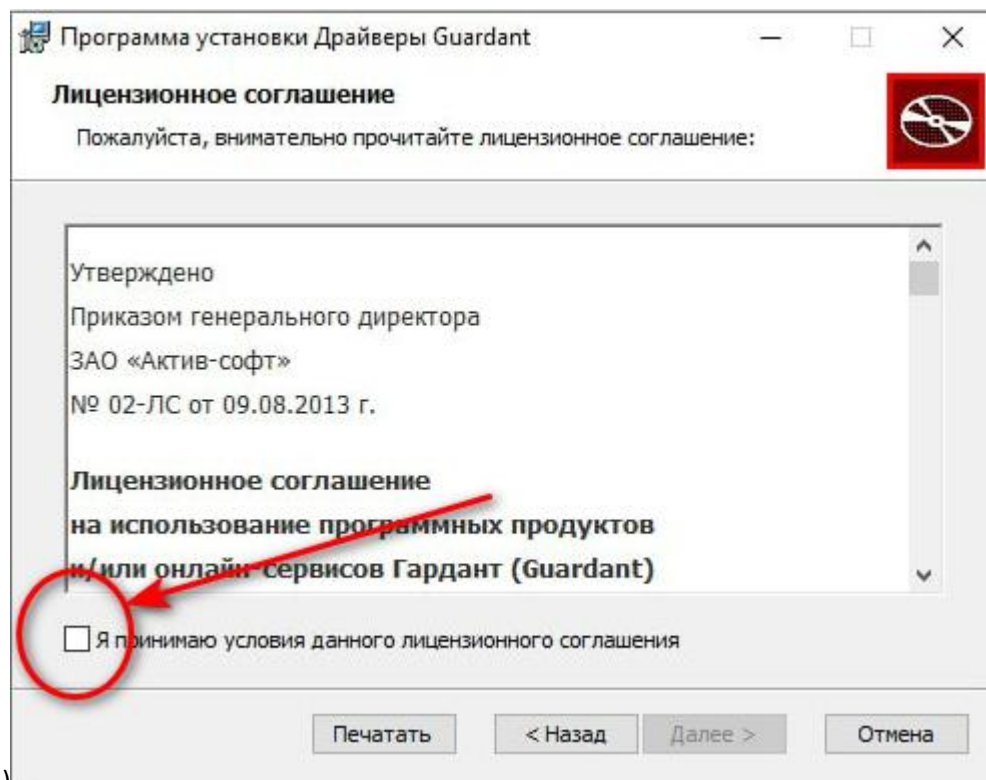 Программа установки Драйверы Guardant
Лицензионное соглашение
Пожалуйста, внимательно прочитайте лицензионное соглашение:
Утверждено
Приказом генерального директора
ЗАО «Актив-софт»
№ 02-ЛС от 09.08.2013 г.
Лицензионное соглашение
на использование программных продуктов
и/или онлайн-сервисов Гардант (Guardant)
Я принимаю условия данного лицензионного соглашения
Печатать < Назад Далее > Отмена
)